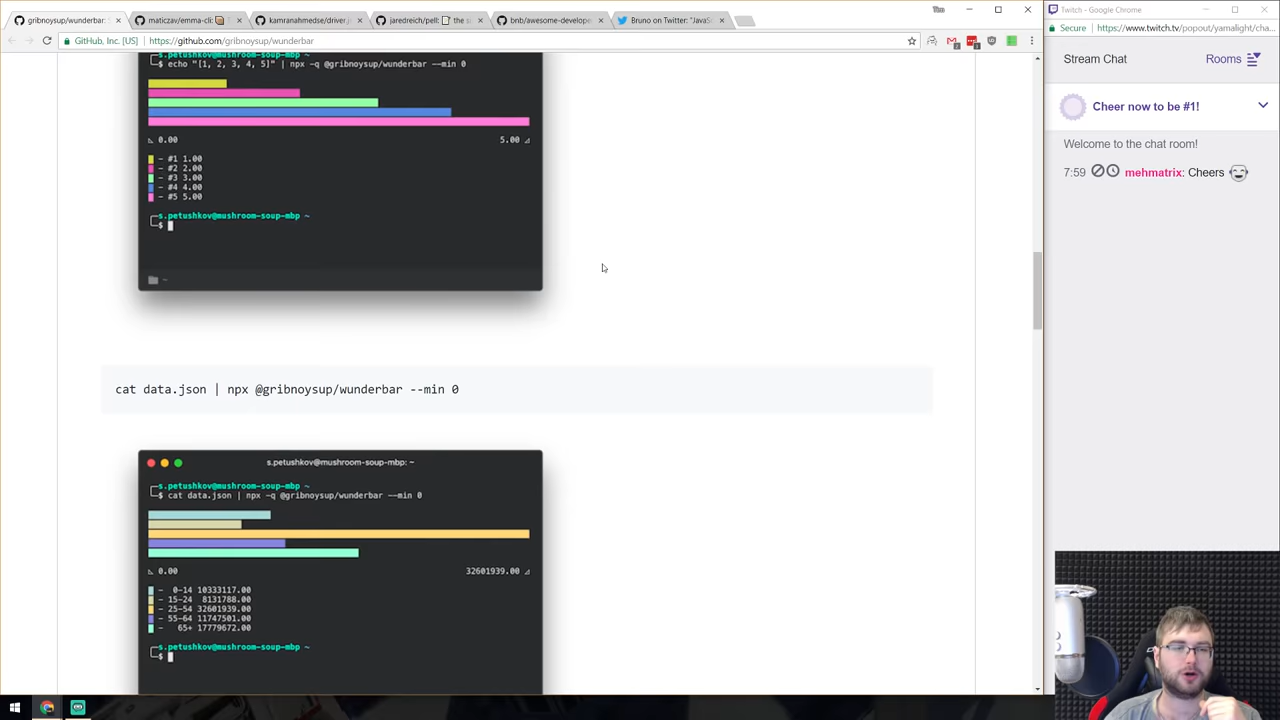 gribnoysup/wunderbar: S
maticzav/emma-cli:
kamranahmedse/driver.j
jaredreich/pell:
the si
bnb/awesome-develope
Bruno on Twitter: "JavaS
Tim
GitHub, Inc. [US]
https://github.com/gribnoysup/wunderbar
s.petushkov@mushroom-soup-mbp ~
$ echo "[1, 2, 3, 4, 5]" | npx -q @gribnoysup/wunderbar --min 0
0.00
5.00
- #1 1.00
- #2 2.00
- #3 3.00
- #4 4.00
- #5 5.00
s.petushkov@mushroom-soup-mbp ~
$
~
cat data.json | npx @gribnoysup/wunderbar --min 0
s.petushkov@mushroom-soup-mbp: ~
s.petushkov@mushroom-soup-mbp ~
$ cat data.json | npx -q @gribnoysup/wunderbar --min 0
0.00
32601939.00
- 0-14 10333117.00
- 15-24 8131788.00
- 25-54 32601939.00
- 55-64 11747501.00
- 65+ 17779672.00
s.petushkov@mushroom-soup-mbp ~
$
Twitch - Google Chrome
Secure
https://www.twitch.tv/popout/yamalight/cha...
Stream Chat
Rooms
Cheer now to be #1!
Welcome to the chat room!
7:59 mehmatrix: Cheers